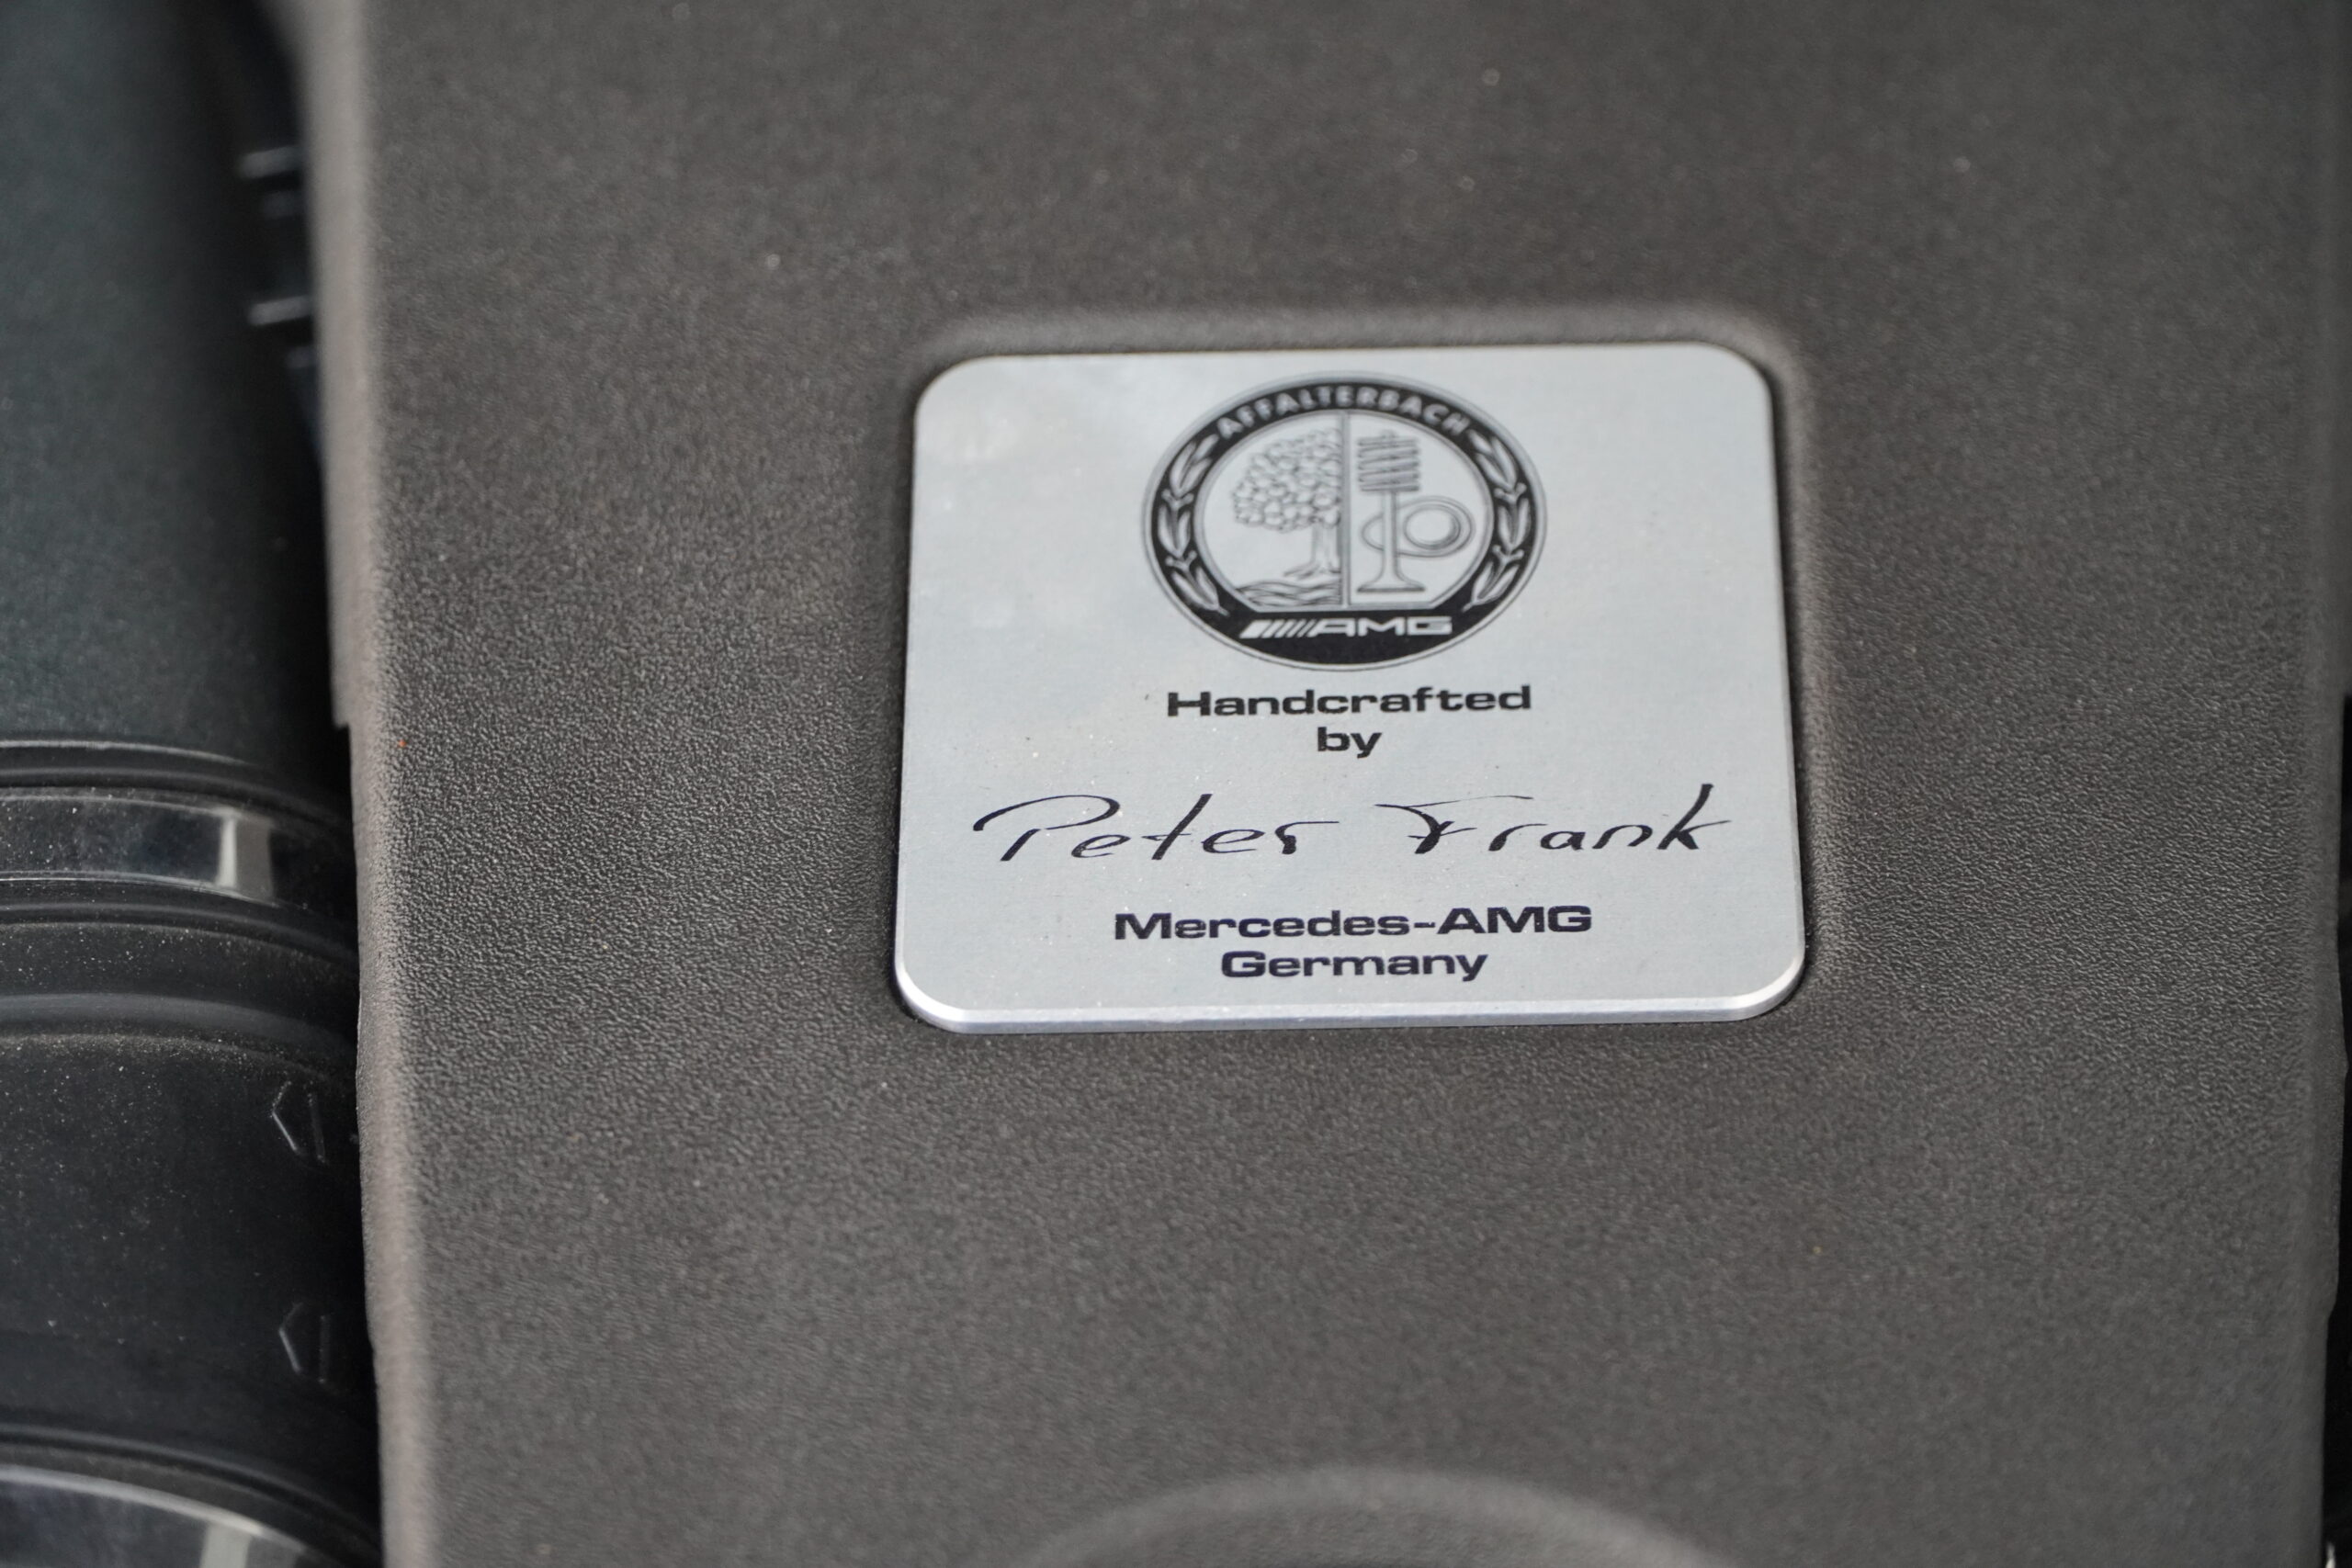 AFFALTERBACH
AMG
Handcrafted
by
Peter Frank
Mercedes-AMG
Germany